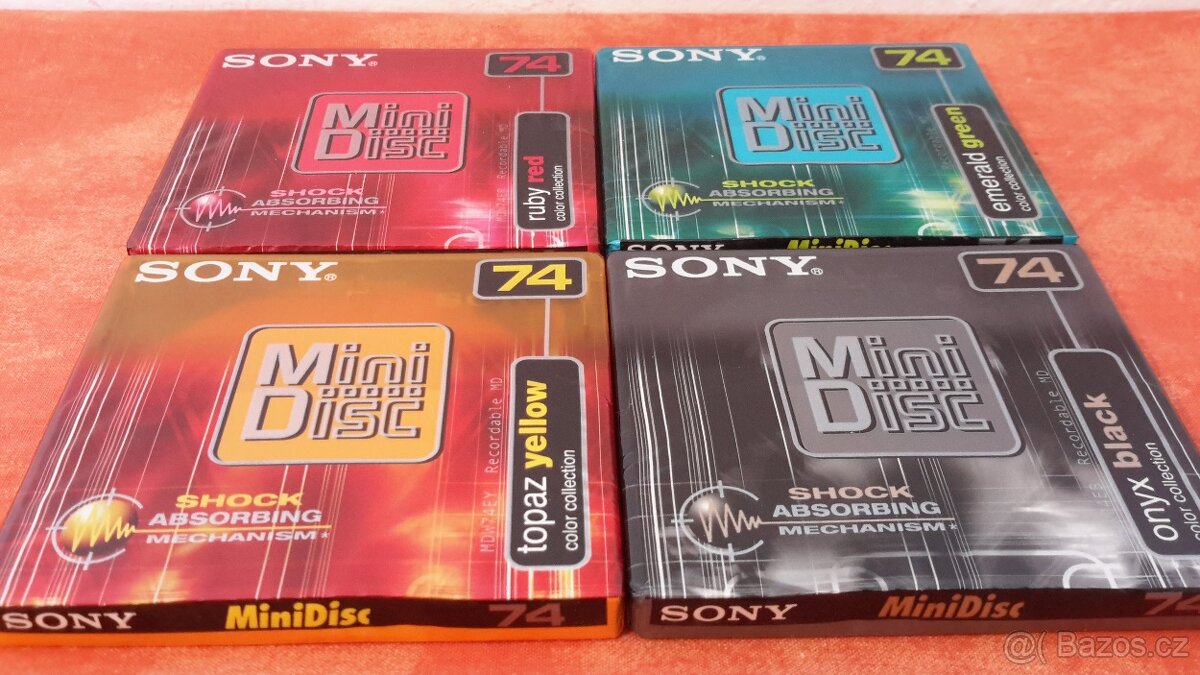 SONY®
74
Mini
Disc
Recordable MD
ruby red
color collection
SHOCK
ABSORBING
MECHANISM*
SONY®
74
Mini
Disc
emerald green
color collection
SHOCK
ABSORBING
MECHANISM*
SONY
MiniDisc
SONY®
74
Mini
Disc
MDW74EY Recordable MD
topaz yellow
color collection
SHOCK
ABSORBING
MECHANISM*
SONY
MiniDisc
74
SONY®
74
Mini
Disc
Recordable MD
onyx black
color collection
SHOCK
ABSORBING
MECHANISM*
SONY
MiniDisc
74
Bazos.cz